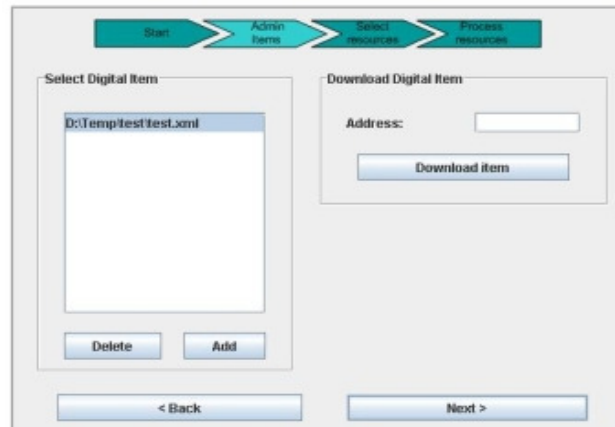 Start
Admin
Items
Select
resources
Process
resources
Select Digital Item
Download Digital Item
D:\Temp\test\test.xml
Address:
Download item
Delete
Add
< Back
Next >